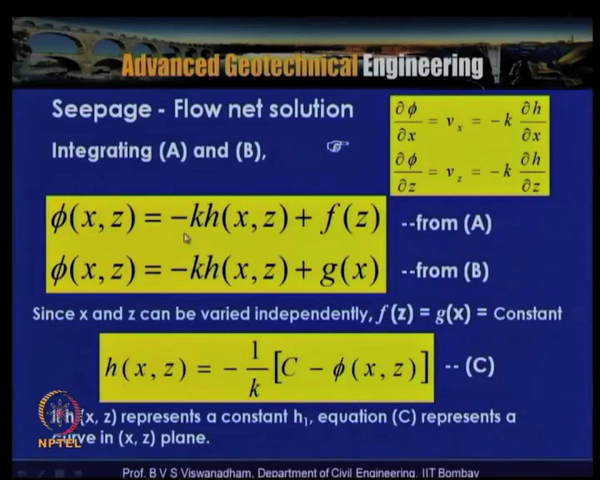 Advanced Geotechnical Engineering
Seepage - Flow net solution
Integrating (A) and (B),
∂ϕ/∂x = v_x = −k ∂h/∂x
∂ϕ/∂z = v_z = −k ∂h/∂z
ϕ(x, z) = −kh(x, z) + f(z) --from (A)
ϕ(x, z) = −kh(x, z) + g(x) --from (B)
Since x and z can be varied independently, f (z) = g(x) = Constant
h(x, z) = − 1/k [C − ϕ(x, z)] -- (C)
If h (x, z) represents a constant h₁, equation (C) represents a
curve in (x, z) plane.
NPTEL
Prof. B V S Viswanadham, Department of Civil Engineering, IIT Bombay